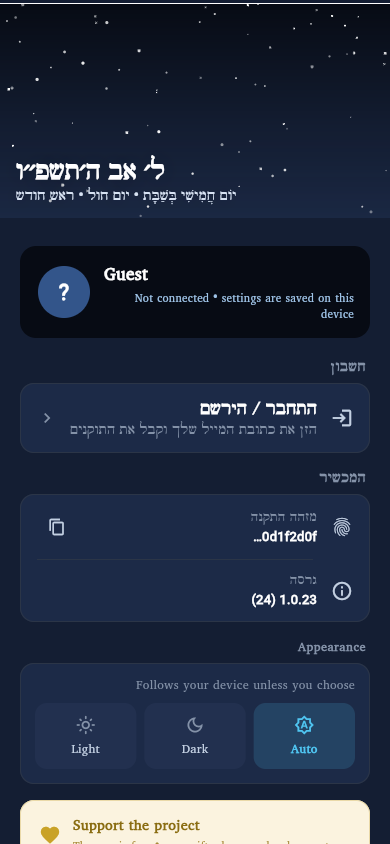 ל׳ אב ה׳תשפ״ו
יוֹם חֲמִישִׁי בְּשַׁבָּת • יום חול • ראש חודש
?
Guest
Not connected • settings are saved on this
device
חשבון
התחבר / הירשם
הזן את כתובת המייל שלך וקבל את התוקנים
המכשיר
מזהה התקנה
0d1f2d0f…
גרסה
1.0.23 (24)
Appearance
Follows your device unless you choose
Light
Dark
A
Auto
Support the project